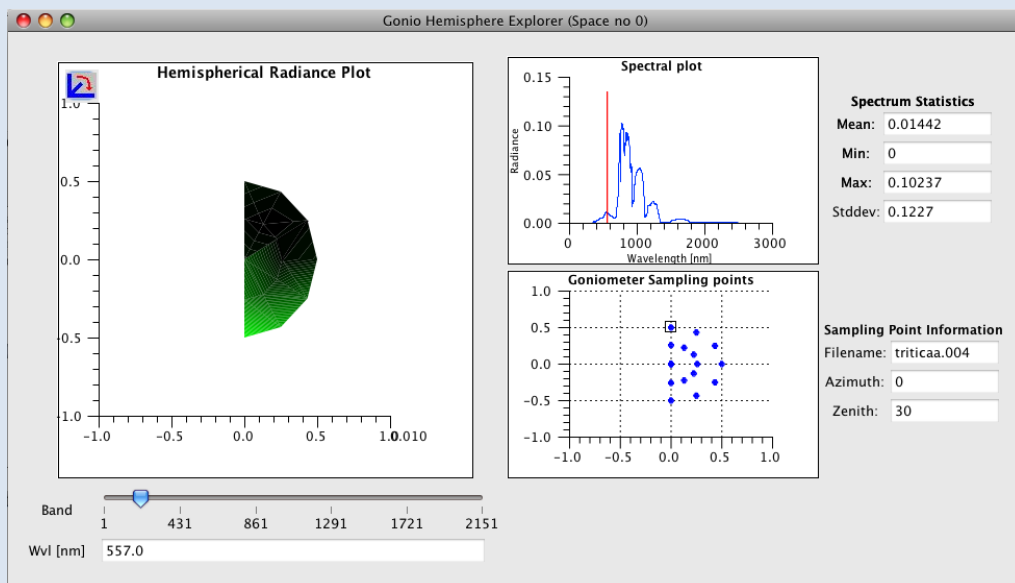 Gonio Hemisphere Explorer (Space no 0)
Hemispherical Radiance Plot
1.0
0.5
0.0
-0.5
-1.0
-1.0 -0.5 0.0 0.5 1.0 0.010
Band
1 431 861 1291 1721 2151
Wvl [nm] 557.0
Spectral plot
Radiance
0.15
0.10
0.05
0.00
0 1000 2000 3000
Wavelength [nm]
Goniometer Sampling points
1.0
0.5
0.0
-0.5
-1.0
-1.0 -0.5 0.0 0.5 1.0
Spectrum Statistics
Mean: 0.01442
Min: 0
Max: 0.10237
Stddev: 0.1227
Sampling Point Information
Filename: triticaa.004
Azimuth: 0
Zenith: 30